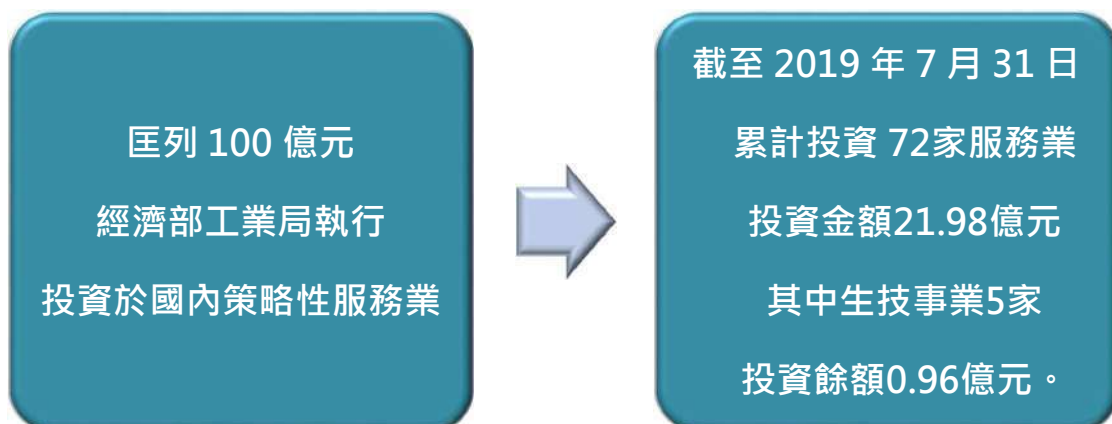 匡列 100 億元
經濟部工業局執行
投資於國內策略性服務業
截至 2019 年 7 月 31 日
累計投資 72家服務業
投資金額21.98億元
其中生技事業5家
投資餘額0.96億元。